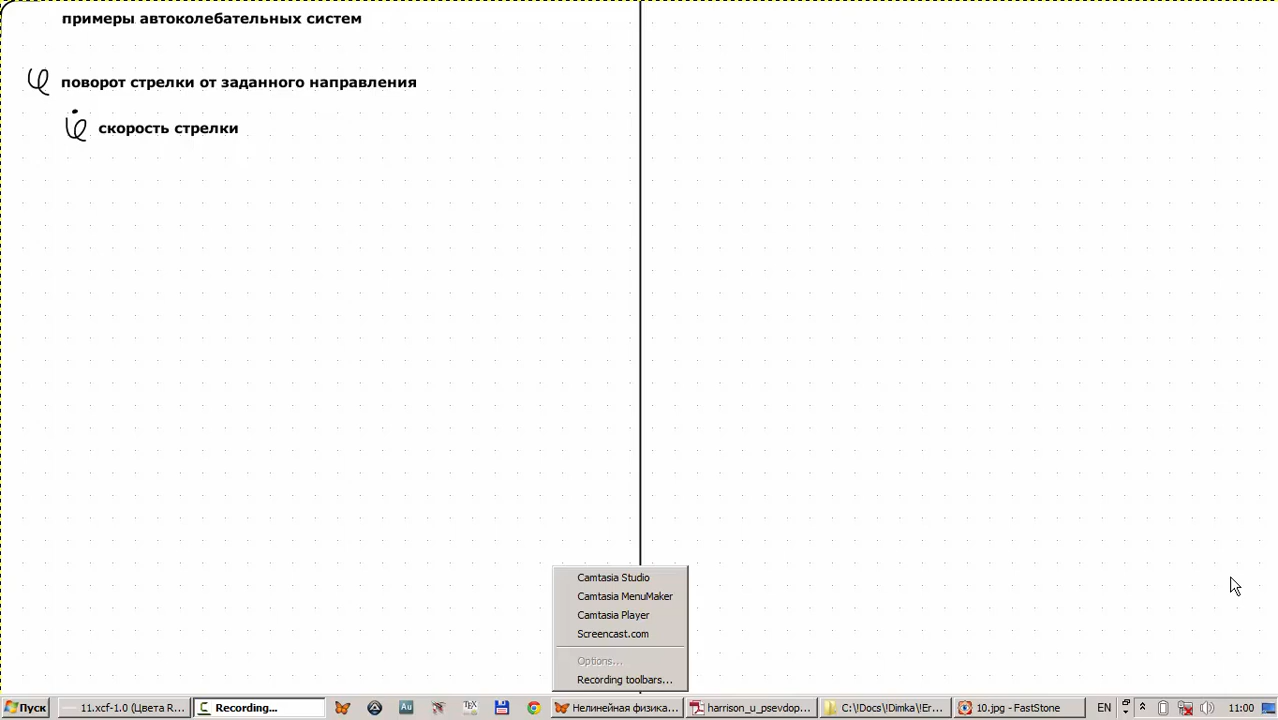 примеры автоколебательных систем
φ поворот стрелки от заданного направления
φ̇ скорость стрелки
Camtasia Studio
Camtasia MenuMaker
Camtasia Player
Screencast.com
Options...
Recording toolbars...
Пуск
11.xcf-1.0 (Цвета R...
Recording...
Au
TEX
Нелинейная физика...
harrison_u_psevdop...
C:\!Docs\!Dimka\!Er...
10.jpg - FastStone
EN
11:00